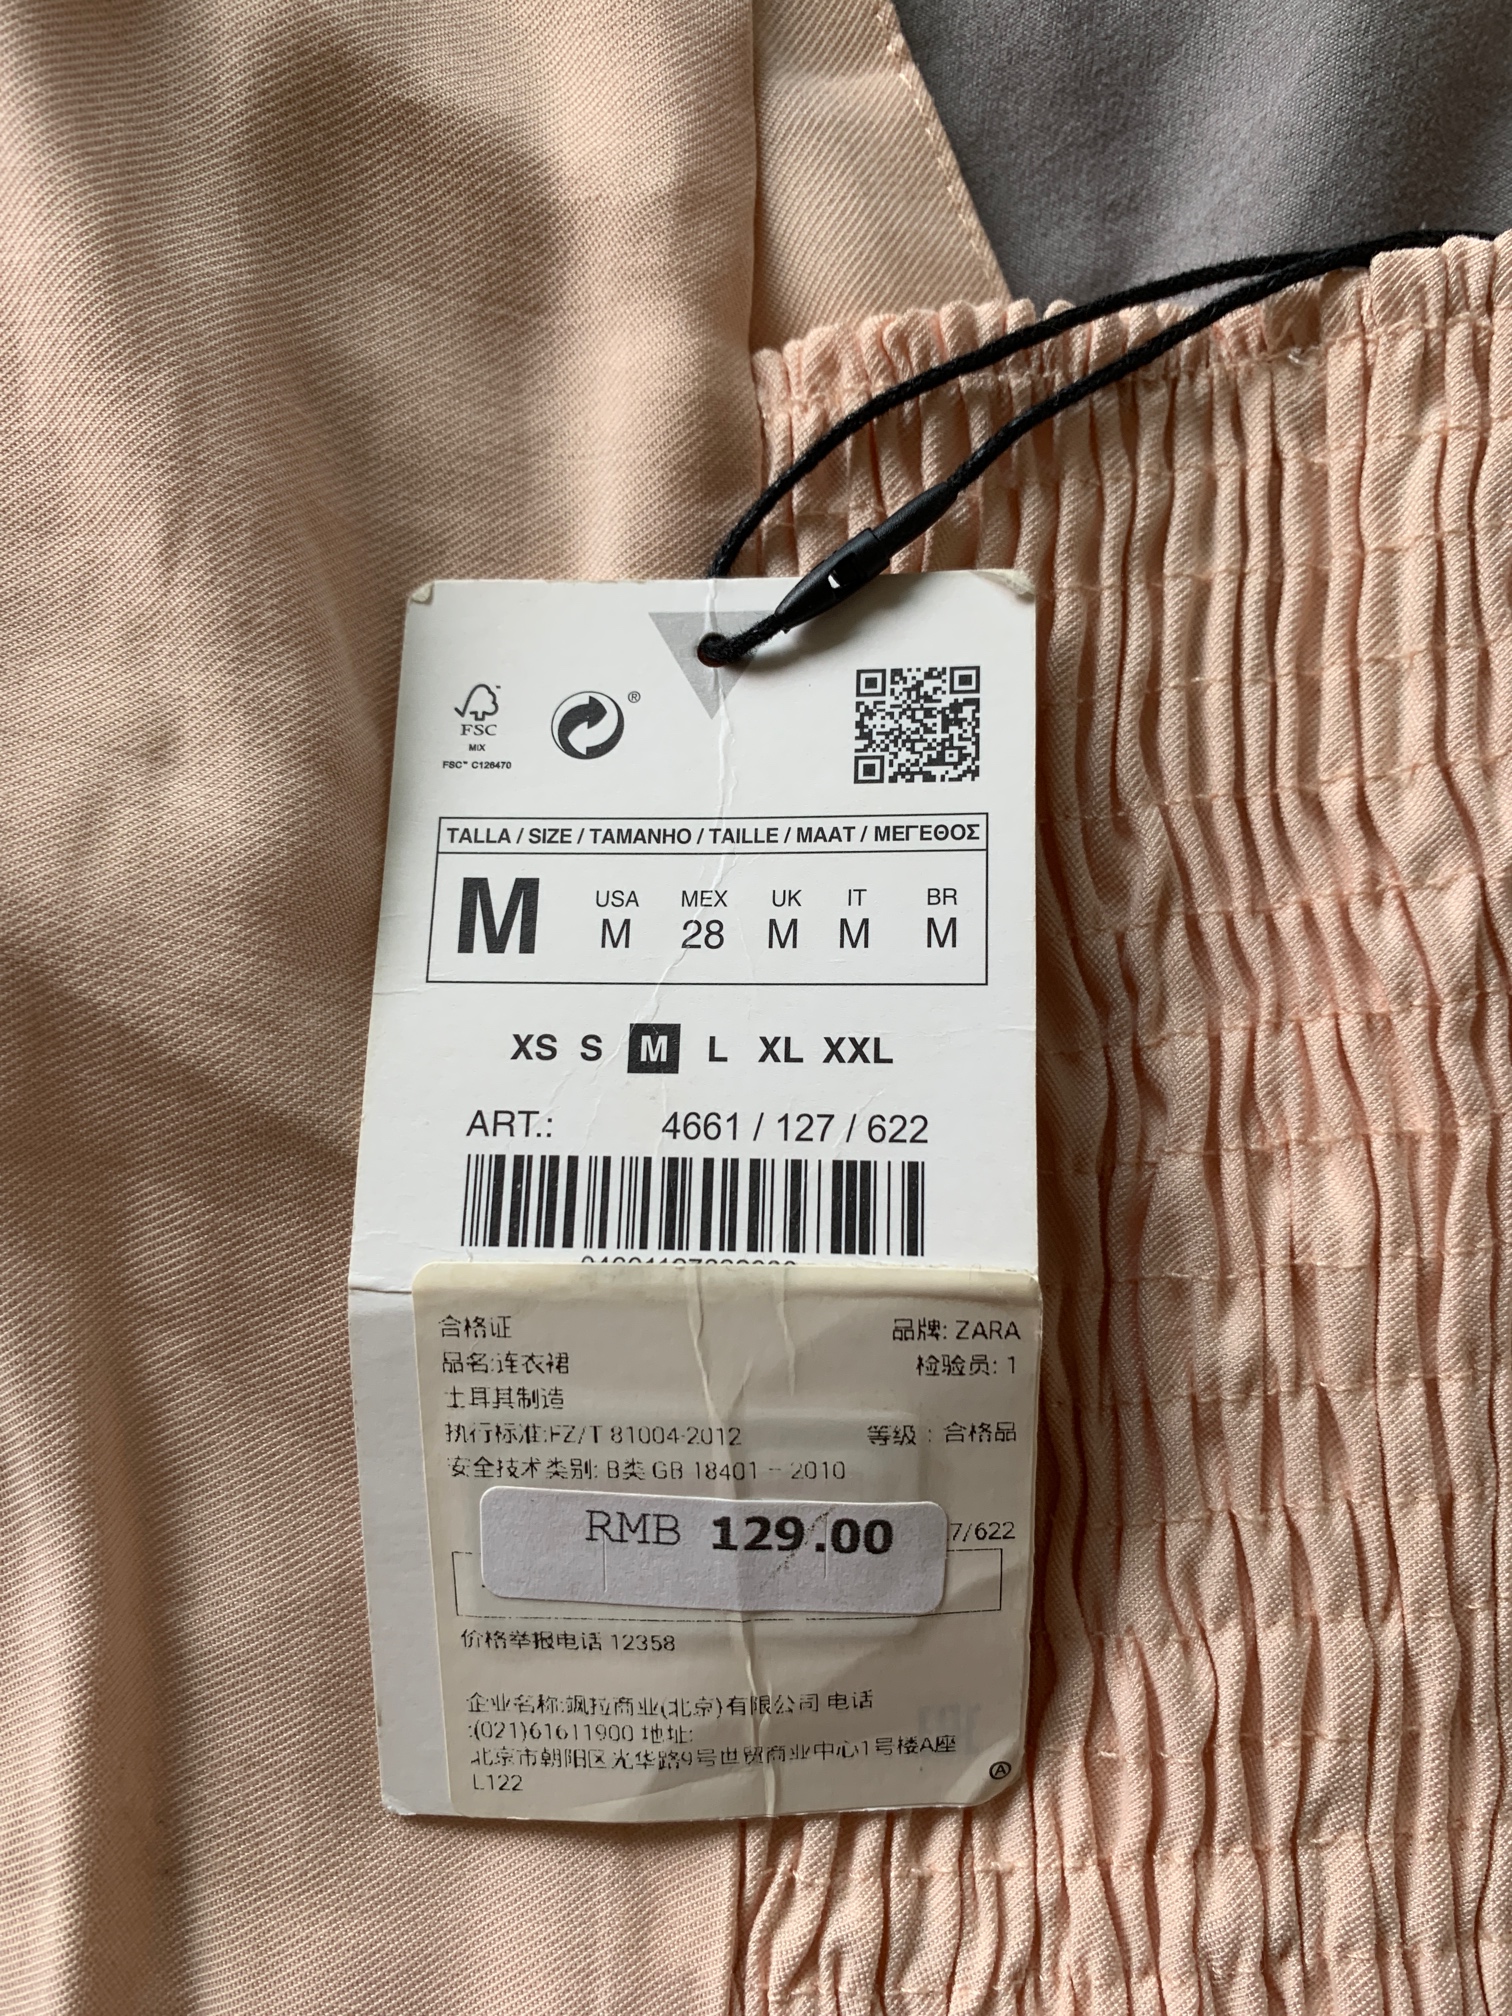 FSC
MIX
FSC™ C126470
®
TALLA / SIZE / TAMANHO / TAILLE / MAAT / ΜΕΓΕΘΟΣ
M
USA MEX UK IT BR
M 28 M M M
XS S M L XL XXL
ART.: 4661 / 127 / 622
合格证 品牌: ZARA
品名:连衣裙 检验员: 1
土耳其制造
执行标准:FZ/T 81004-2012 等级：合格品
安全技术类别: B类 GB 18401 - 2010
RMB 129.00
7/622
价格举报电话 12358
企业名称:飒拉商业(北京)有限公司 电话
:(021)61611900 地址:
北京市朝阳区光华路9号世贸商业中心1号楼A座
L122
A